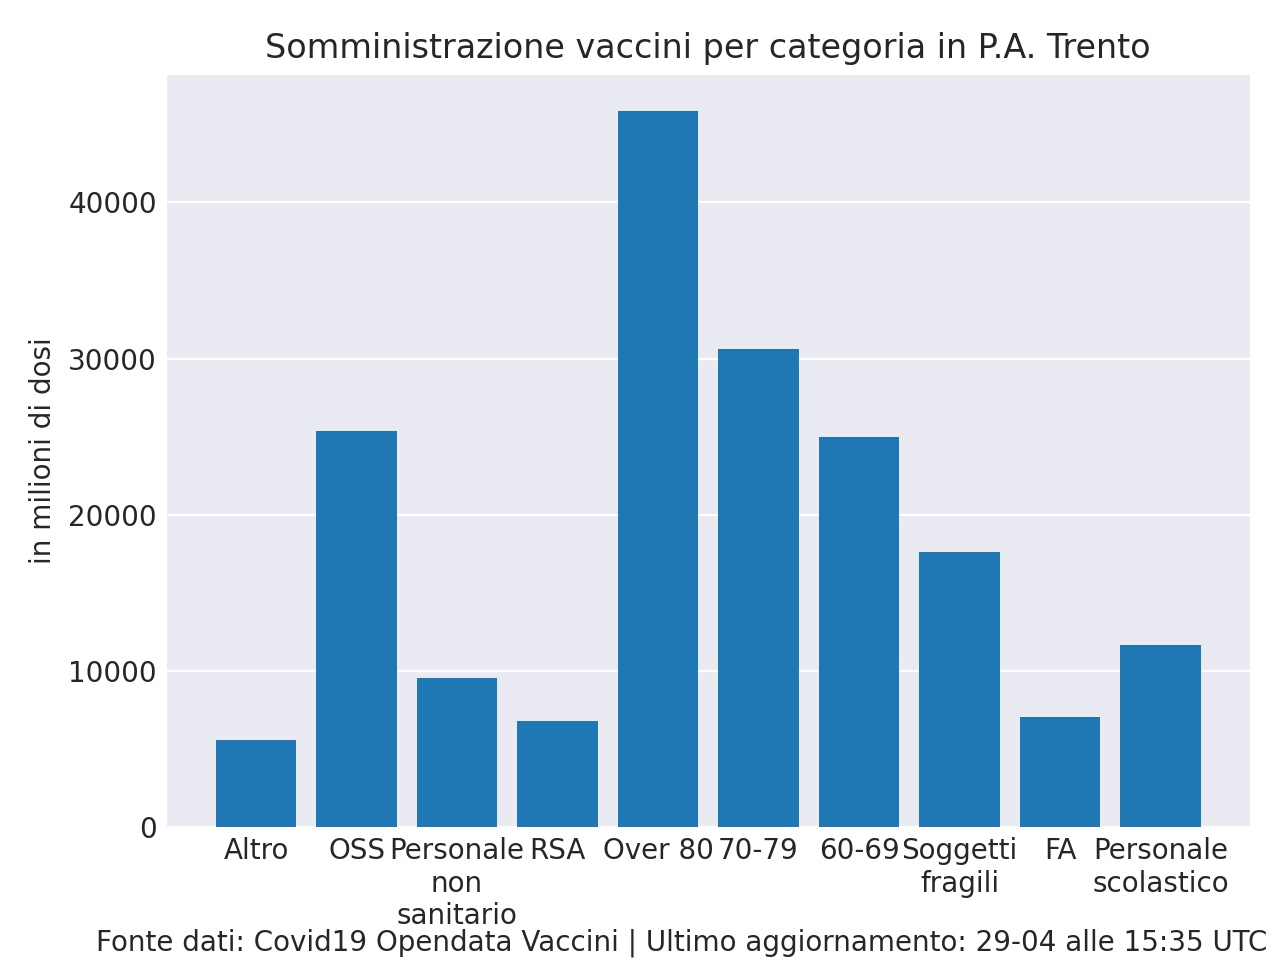 Somministrazione vaccini per categoria in P.A. Trento
in milioni di dosi
40000
30000
20000
10000
0
Altro
OSS
Personale
non
sanitario
RSA
Over 80
70-79
60-69
Soggetti
fragili
FA
Personale
scolastico
Fonte dati: Covid19 Opendata Vaccini | Ultimo aggiornamento: 29-04 alle 15:35 UTC